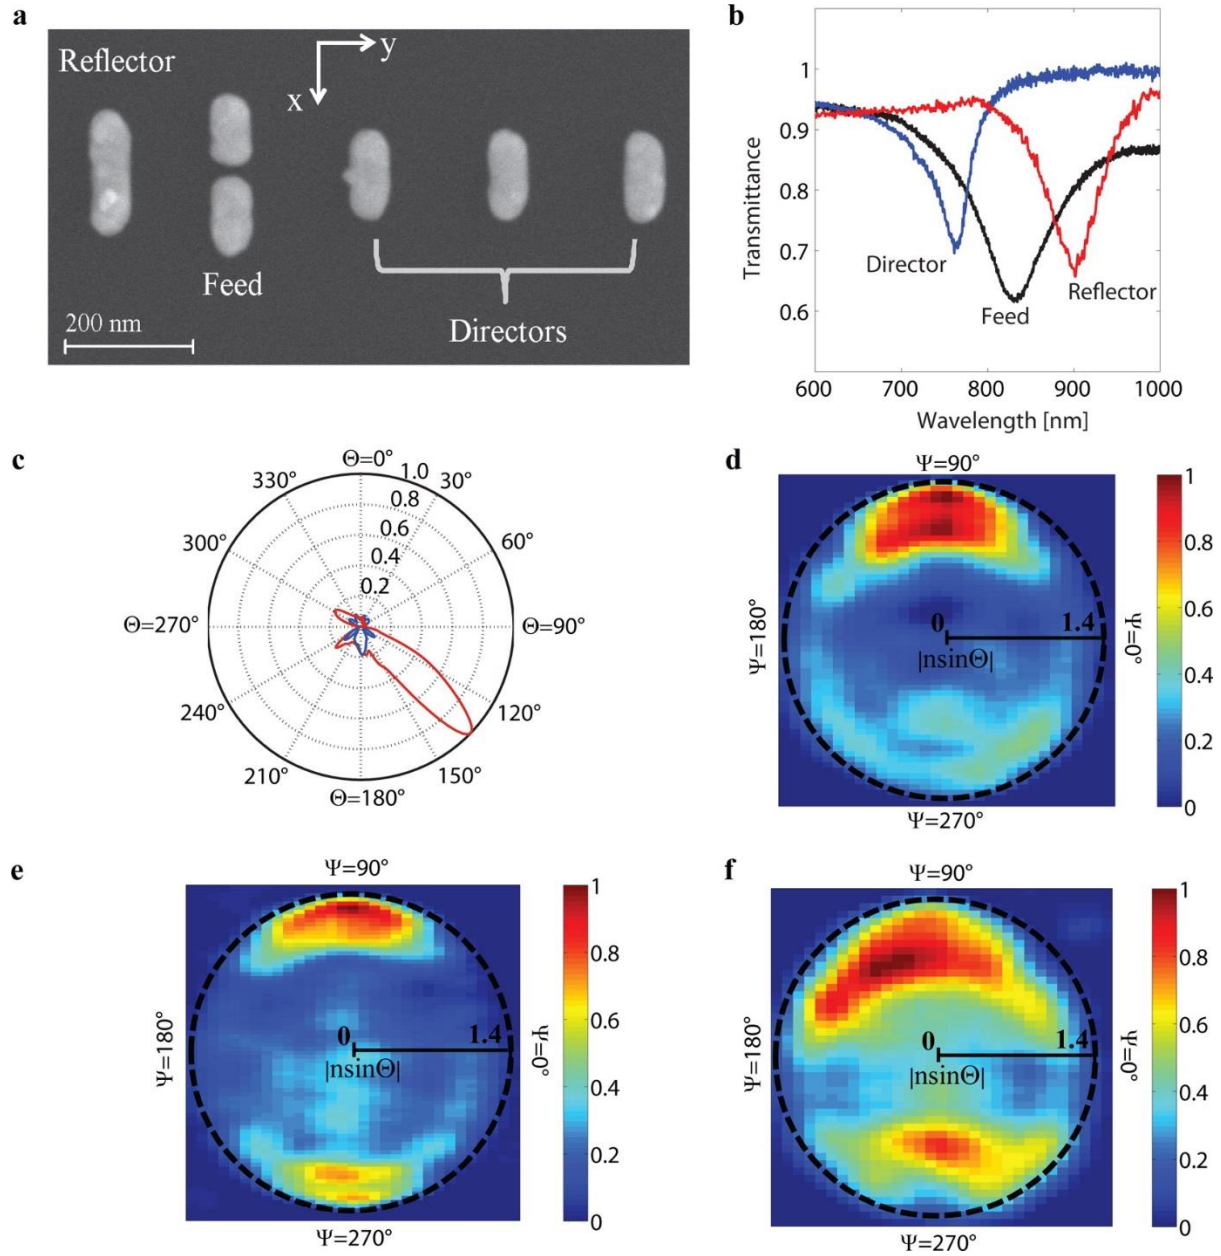 a
Reflector
y
x
Feed
200 nm
Directors
b
Transmittance
1
0.9
0.8
0.7
0.6
Director
Feed
Reflector
600 700 800 900 1000
Wavelength [nm]
c
Θ=0°
330° 1.0 30°
0.8
300° 0.6 60°
0.4
0.2
Θ=270° Θ=90°
240° 120°
210° 150°
Θ=180°
d
Ψ=90°
Ψ=180°
0 1.4
|nsinΘ|
Ψ=0°
Ψ=270°
1
0.8
0.6
0.4
0.2
0
e
Ψ=90°
Ψ=180°
0 1.4
|nsinΘ|
Ψ=0°
Ψ=270°
1
0.8
0.6
0.4
0.2
0
f
Ψ=90°
Ψ=180°
0 1.4
|nsinΘ|
Ψ=0°
Ψ=270°
1
0.8
0.6
0.4
0.2
0